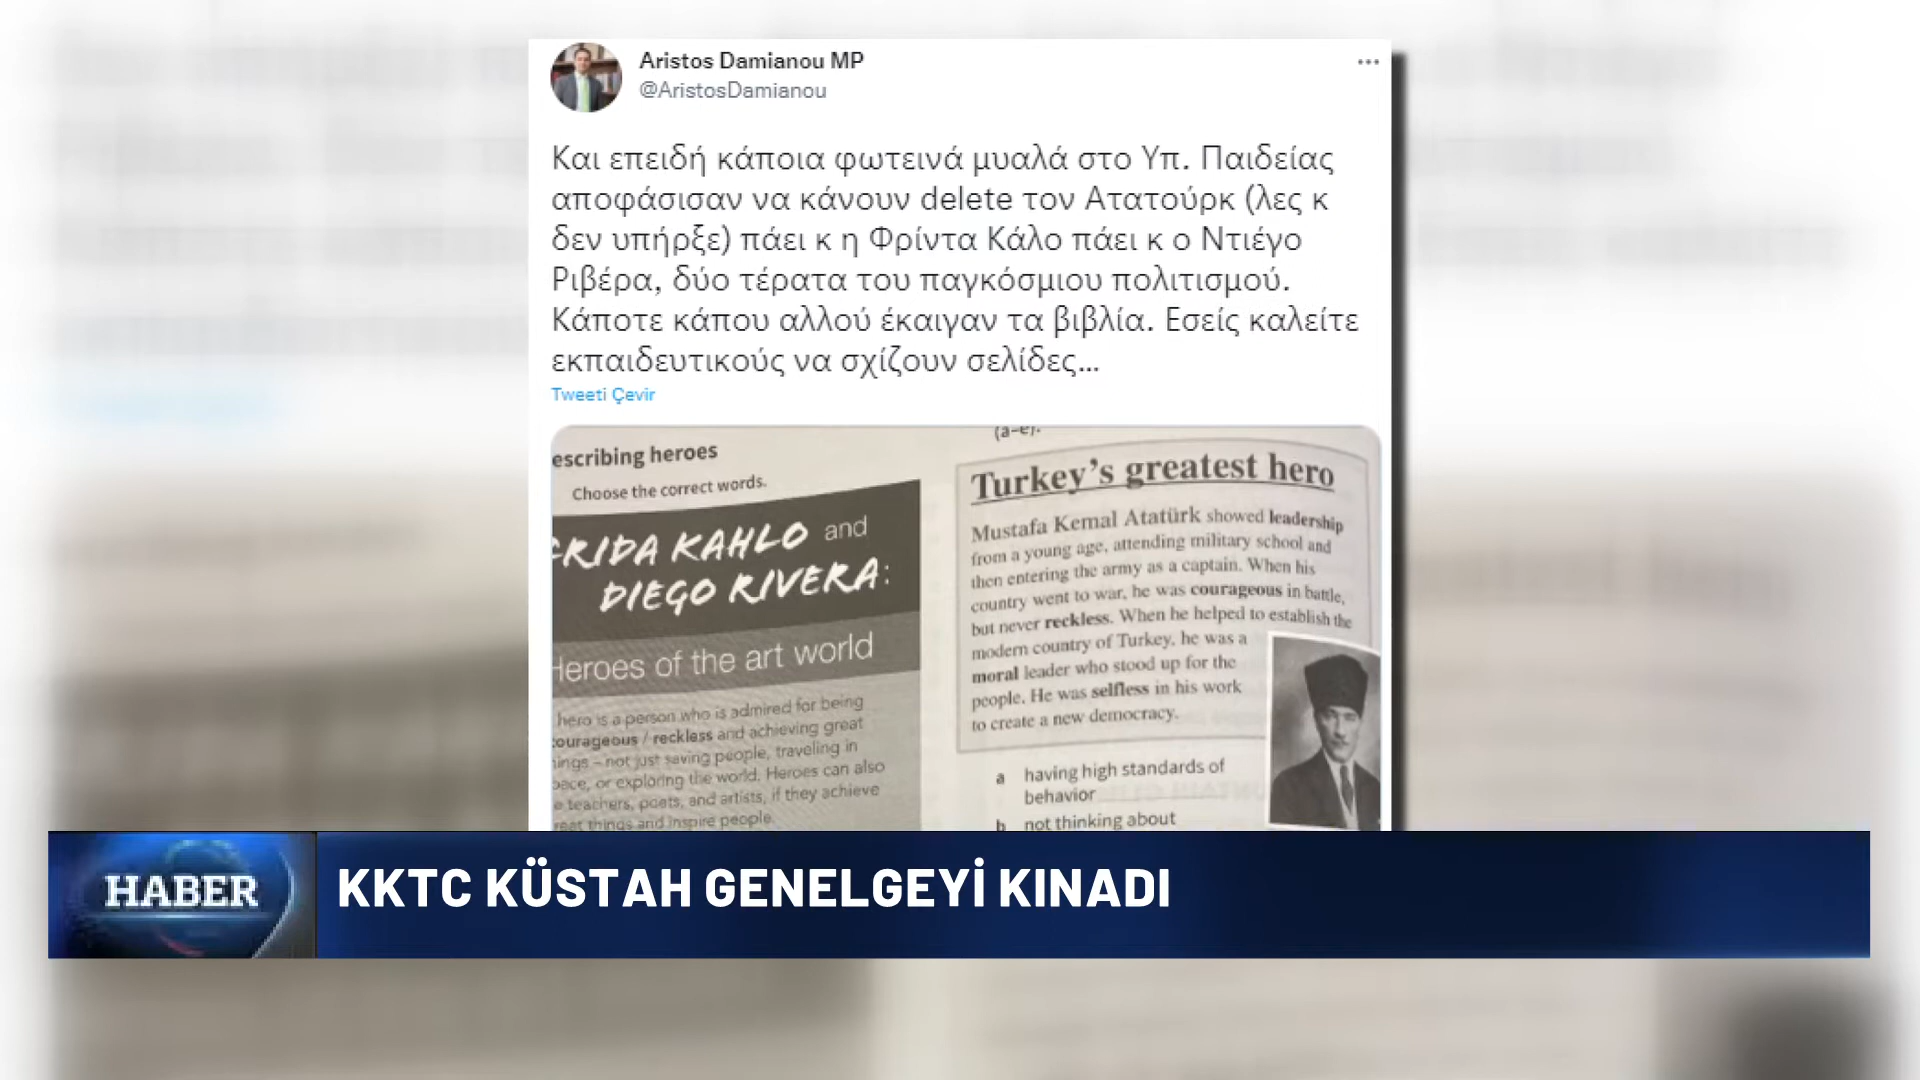 Aristos Damianou MP
@AristosDamianou
Και επειδή κάποια φωτεινά μυαλά στο Υπ. Παιδείας
αποφάσισαν να κάνουν delete τον Ατατούρκ (λες κ
δεν υπήρξε) πάει κ η Φρίντα Κάλο πάει κ ο Ντιέγο
Ριβέρα, δύο τέρατα του παγκόσμιου πολιτισμού.
Κάποτε κάπου αλλού έκαιγαν τα βιβλία. Εσείς καλείτε
εκπαιδευτικούς να σχίζουν σελίδες...
Tweeti Çevir
escribing heroes
Choose the correct words.
FRIDA KAHLO and
DIEGO RIVERA:
Heroes of the art world
hero is a person who is admired for being
courageous / reckless and achieving great
ings – not just saving people, traveling in
pace, or exploring the world. Heroes can also
e teachers, poets, and artists, if they achieve
reat things and inspire people.
(a-e).
Turkey's greatest hero
Mustafa Kemal Atatürk showed leadership
from a young age, attending military school and
then entering the army as a captain. When his
country went to war, he was courageous in battle,
but never reckless. When he helped to establish the
modern country of Turkey, he was a
moral leader who stood up for the
people. He was selfless in his work
to create a new democracy.
a having high standards of
behavior
b not thinking about
HABER
KKTC KÜSTAH GENELGEYİ KINADI